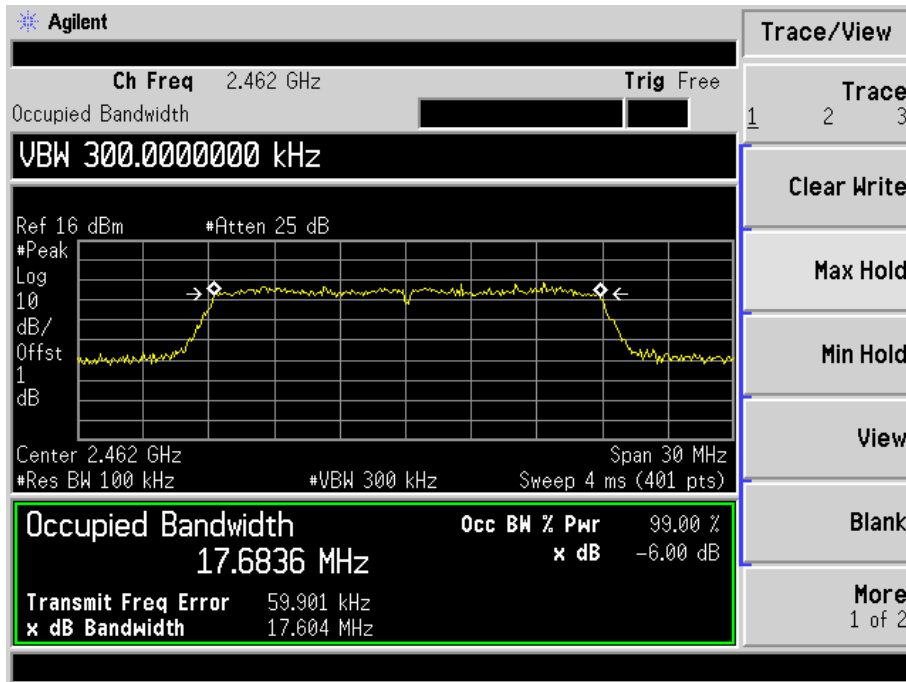 Agilent
Trace/View
Ch Freq 2.462 GHz Trig Free
Occupied Bandwidth
VBW 300.0000000 kHz
Ref 16 dBm #Atten 25 dB
#Peak
Log
10
dB/
Offst
1
dB
Center 2.462 GHz Span 30 MHz
#Res BW 100 kHz #VBW 300 kHz Sweep 4 ms (401 pts)
Occupied Bandwidth
17.6836 MHz
Occ BW % Pwr 99.00 %
x dB -6.00 dB
Transmit Freq Error 59.901 kHz
x dB Bandwidth 17.604 MHz
Trace
1 2 3
Clear Write
Max Hold
Min Hold
View
Blank
More
1 of 2